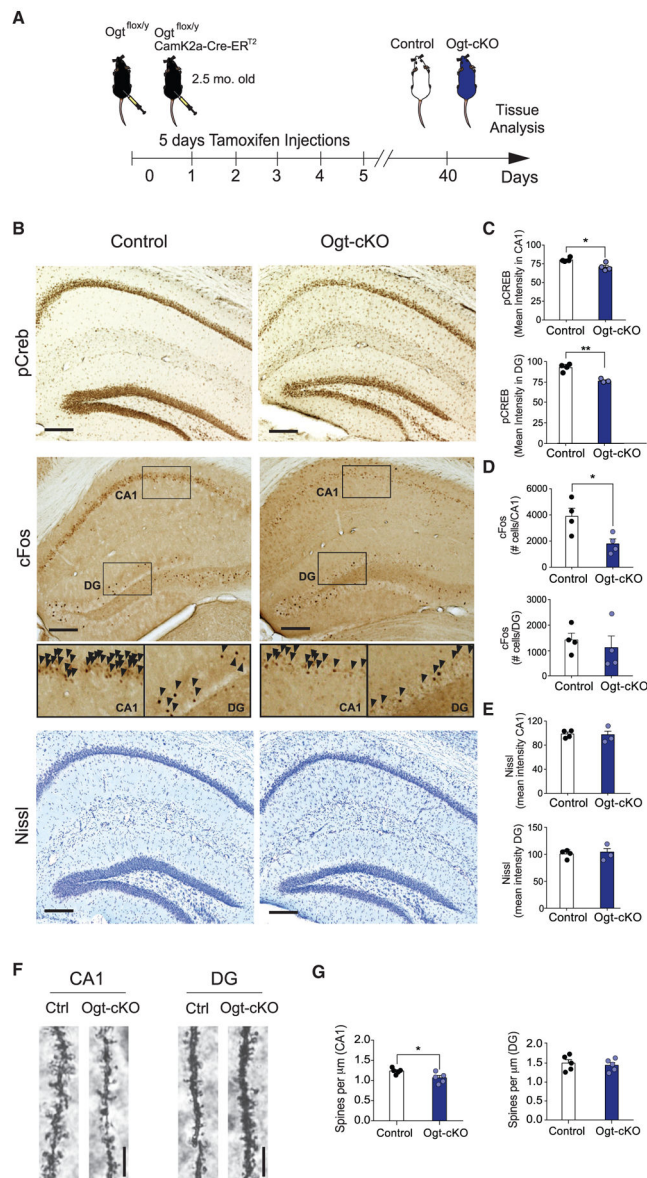 A
Ogt flox/y
Ogt flox/y
CamK2a-Cre-ER T2
2.5 mo. old
Control
Ogt-cKO
Tissue
Analysis
5 days Tamoxifen Injections
0 1 2 3 4 5 40 Days
B
Control
Ogt-cKO
pCreb
cFos
CA1
DG
CA1
DG
CA1
DG
CA1
DG
Nissl
C
pCREB
(Mean Intensity in CA1)
100
75
50
25
0
*
Control
Ogt-cKO
pCREB
(Mean Intensity in DG)
100
75
50
25
0
**
Control
Ogt-cKO
D
cFos
(# cells/CA1)
6000
4000
2000
0
*
Control
Ogt-cKO
cFos
(# cells/DG)
3000
2000
1000
0
Control
Ogt-cKO
E
Nissl
(mean intensity CA1)
120
80
40
0
Control
Ogt-cKO
Nissl
(mean intensity DG)
150
100
50
0
Control
Ogt-cKO
F
CA1
DG
Ctrl
Ogt-cKO
Ctrl
Ogt-cKO
G
Spines per μm (CA1)
2.0
1.5
1.0
0.5
0.0
*
Control
Ogt-cKO
Spines per μm (DG)
2.0
1.5
1.0
0.5
0.0
Control
Ogt-cKO